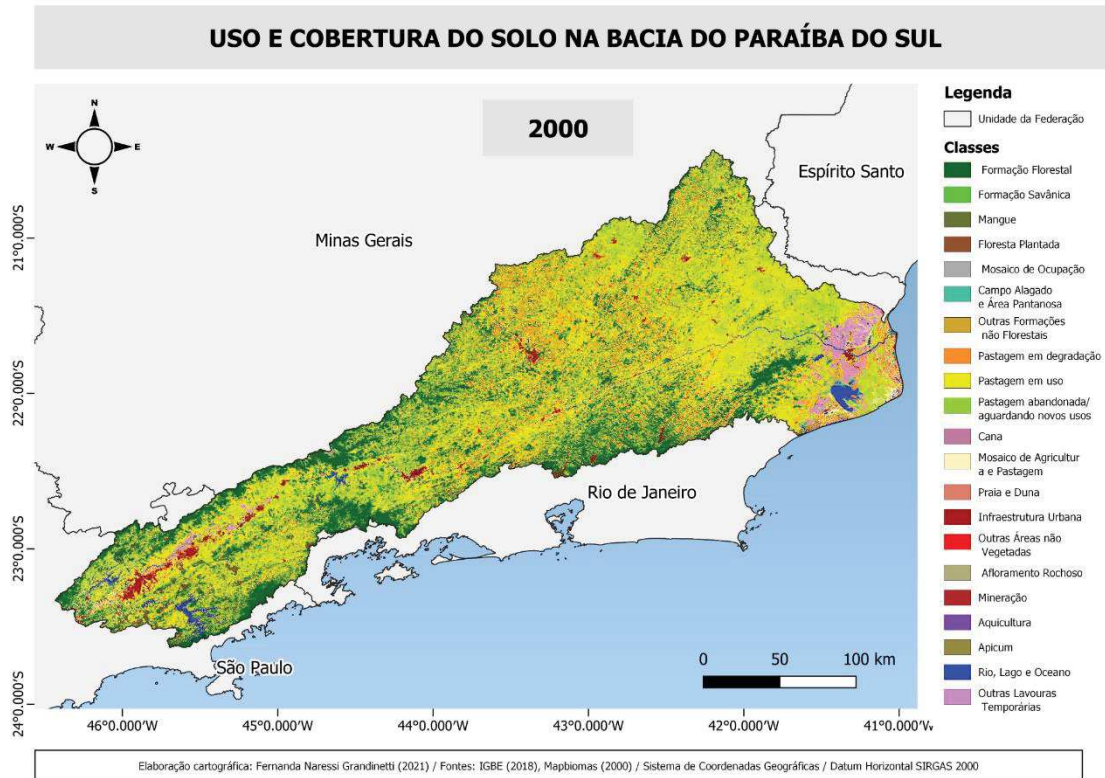 USO E COBERTURA DO SOLO NA BACIA DO PARAÍBA DO SUL
2000
N
W
E
S
Espírito Santo
Minas Gerais
Rio de Janeiro
São Paulo
0 50 100 km
21°0.000'S
22°0.000'S
23°0.000'S
24°0.000'S
46°0.000'W
45°0.000'W
44°0.000'W
43°0.000'W
42°0.000'W
41°0.000'W
Legenda
Unidade da Federação
Classes
Formação Florestal
Formação Savânica
Mangue
Floresta Plantada
Mosaico de Ocupação
Campo Alagado
e Área Pantanosa
Outras Formações
não Florestais
Pastagem em degradação
Pastagem em uso
Pastagem abandonada/
aguardando novos usos
Cana
Mosaico de Agricultur
a e Pastagem
Praia e Duna
Infraestrutura Urbana
Outras Áreas não
Vegetadas
Afloramento Rochoso
Mineração
Aquicultura
Apicum
Rio, Lago e Oceano
Outras Lavouras
Temporárias
Elaboração cartográfica: Fernanda Naressi Grandinetti (2021) / Fontes: IGBE (2018), Mapbiomas (2000) / Sistema de Coordenadas Geográficas / Datum Horizontal SIRGAS 2000